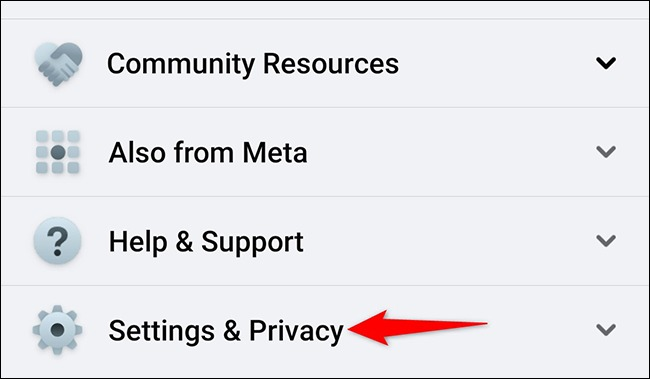 Community Resources
Also from Meta
Help & Support
Settings & Privacy